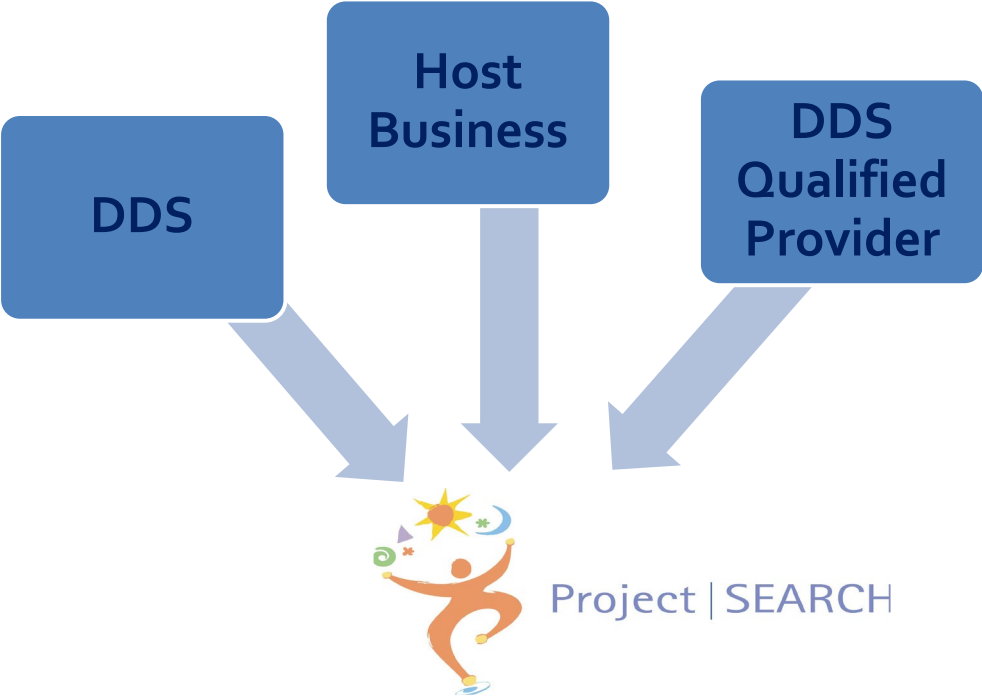 DDS
Host
Business
DDS
Qualified
Provider
Project | SEARCH